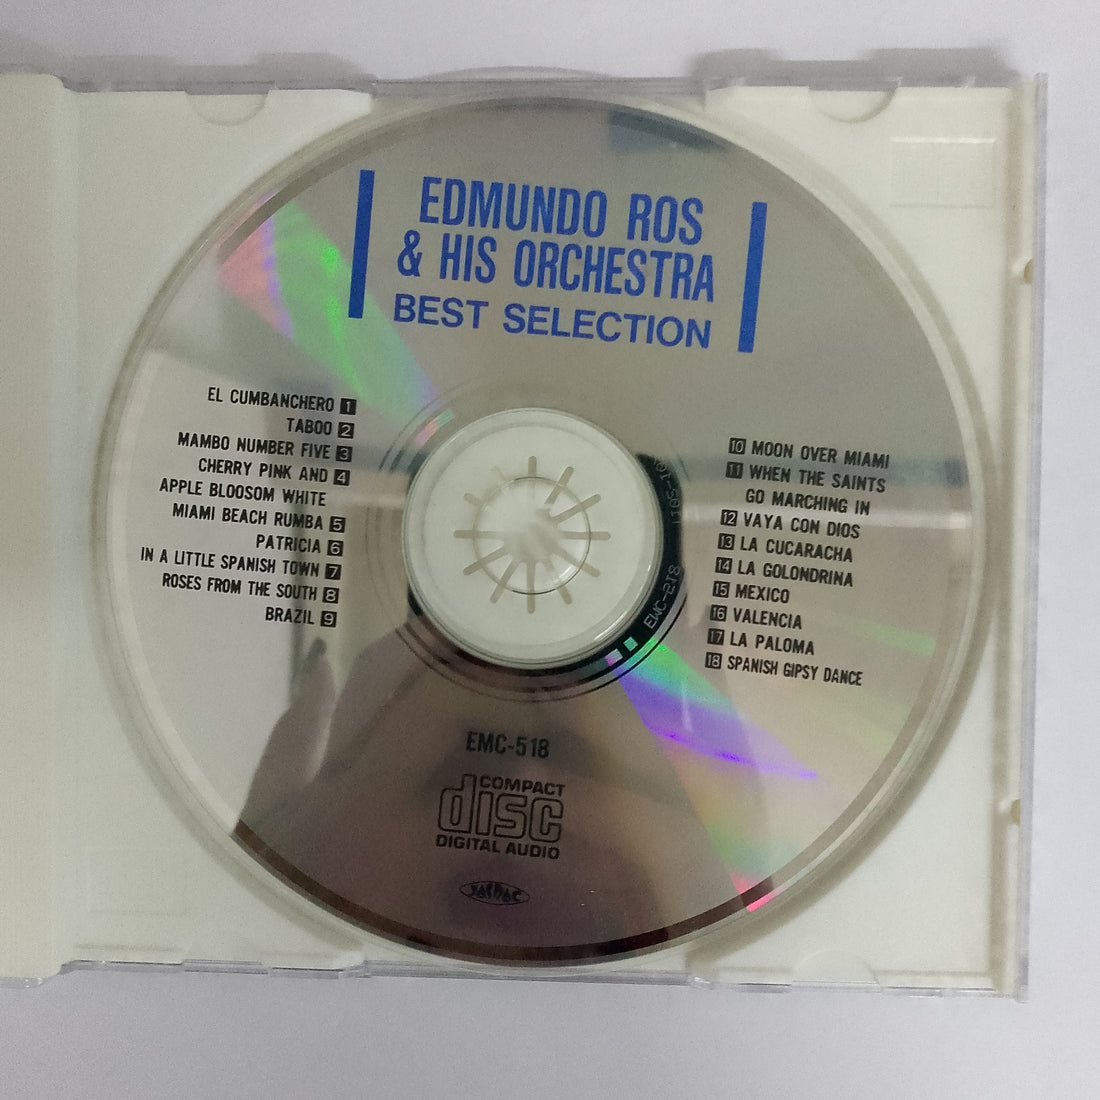 EDMUNDO ROS
& HIS ORCHESTRA
BEST SELECTION
EL CUMBANCHERO 1
TABOO 2
MAMBO NUMBER FIVE 3
CHERRY PINK AND 4
APPLE BLOOSOM WHITE
MIAMI BEACH RUMBA 5
PATRICIA 6
IN A LITTLE SPANISH TOWN 7
ROSES FROM THE SOUTH 8
BRAZIL 9
10 MOON OVER MIAMI
11 WHEN THE SAINTS
GO MARCHING IN
12 VAYA CON DIOS
13 LA CUCARACHA
14 LA GOLONDRINA
15 MEXICO
16 VALENCIA
17 LA PALOMA
18 SPANISH GIPSY DANCE
EMC-518
COMPACT
disc
DIGITAL AUDIO